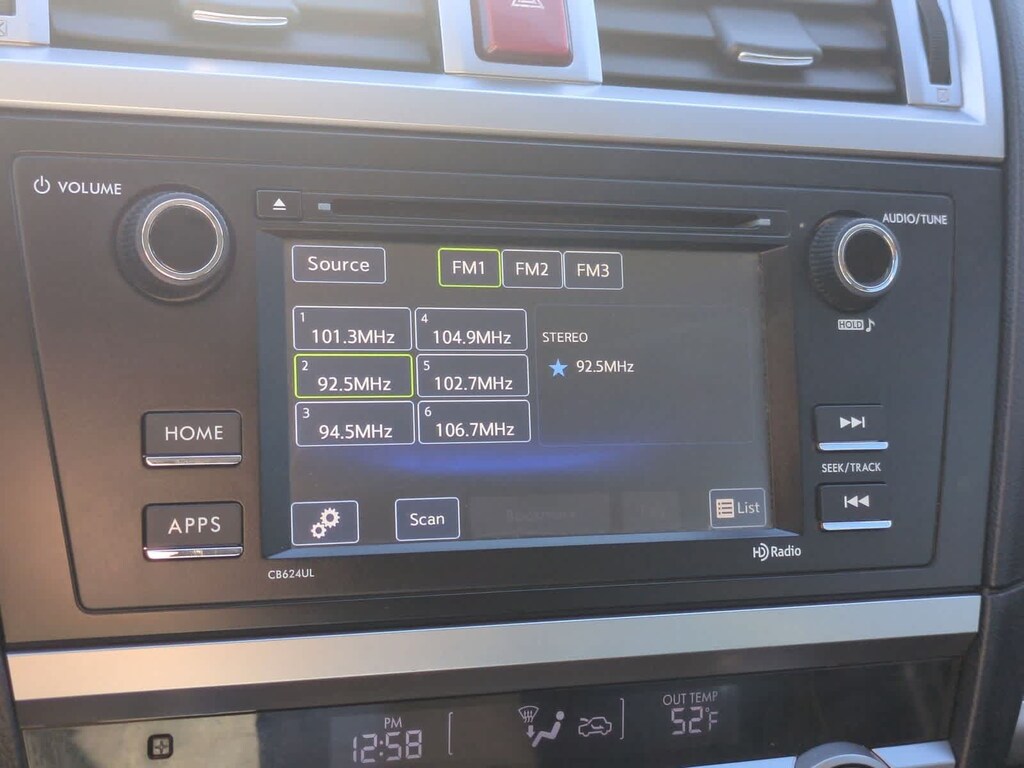 VOLUME
AUDIO/TUNE
Source
FM1 FM2 FM3
HOLD
1 101.3MHz 4 104.9MHz
STEREO
2 92.5MHz 5 102.7MHz
92.5MHz
3 94.5MHz 6 106.7MHz
HOME
SEEK/TRACK
APPS
Scan
List
HD Radio
CB624UL
PM
12:58
OUT TEMP
52°F